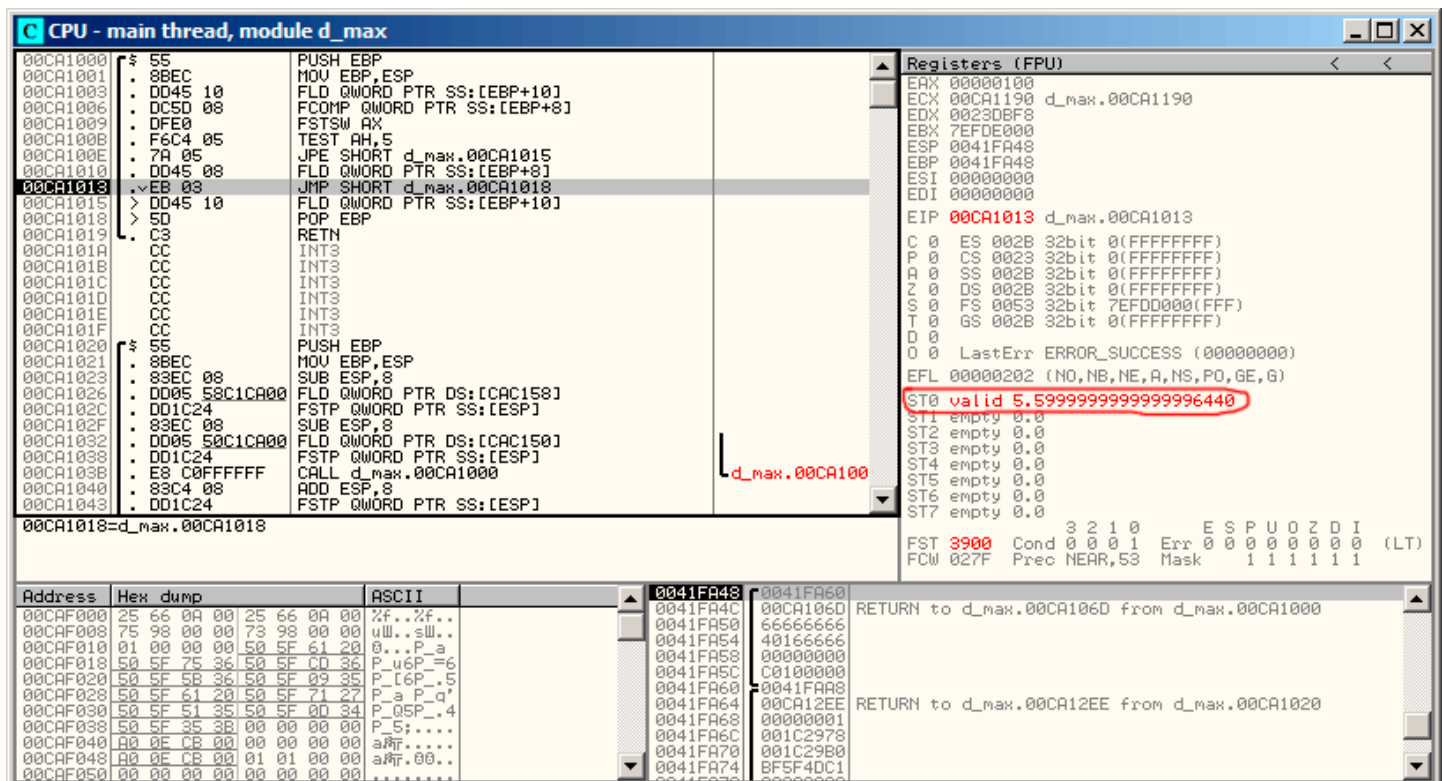 C CPU - main thread, module d_max
00CA1000 $ 55 PUSH EBP
00CA1001 . 8BEC MOV EBP,ESP
00CA1003 . DD45 10 FLD QWORD PTR SS:[EBP+10]
00CA1006 . DC5D 08 FCOMP QWORD PTR SS:[EBP+8]
00CA1009 . DFE0 FSTSW AX
00CA100B . F6C4 05 TEST AH,5
00CA100E . 7A 05 JPE SHORT d_max.00CA1015
00CA1010 . DD45 08 FLD QWORD PTR SS:[EBP+8]
00CA1013 .v EB 03 JMP SHORT d_max.00CA1018
00CA1015 > DD45 10 FLD QWORD PTR SS:[EBP+10]
00CA1018 > 5D POP EBP
00CA1019 . C3 RETN
00CA101A CC INT3
00CA101B CC INT3
00CA101C CC INT3
00CA101D CC INT3
00CA101E CC INT3
00CA101F CC INT3
00CA1020 $ 55 PUSH EBP
00CA1021 . 8BEC MOV EBP,ESP
00CA1023 . 83EC 08 SUB ESP,8
00CA1026 . DD05 58C1CA00 FLD QWORD PTR DS:[CAC158]
00CA102C . DD1C24 FSTP QWORD PTR SS:[ESP]
00CA102F . 83EC 08 SUB ESP,8
00CA1032 . DD05 50C1CA00 FLD QWORD PTR DS:[CAC150]
00CA1038 . DD1C24 FSTP QWORD PTR SS:[ESP]
00CA103B . E8 C0FFFFFF CALL d_max.00CA1000 d_max.00CA100
00CA1040 . 83C4 08 ADD ESP,8
00CA1043 . DD1C24 FSTP QWORD PTR SS:[ESP]
00CA1018=d_max.00CA1018
Registers (FPU) < <
EAX 00000100
ECX 00CA1190 d_max.00CA1190
EDX 0023DBF8
EBX 7EFDE000
ESP 0041FA48
EBP 0041FA48
ESI 00000000
EDI 00000000
EIP 00CA1013 d_max.00CA1013
C 0 ES 002B 32bit 0(FFFFFFFF)
P 0 CS 0023 32bit 0(FFFFFFFF)
A 0 SS 002B 32bit 0(FFFFFFFF)
Z 0 DS 002B 32bit 0(FFFFFFFF)
S 0 FS 0053 32bit 7EFDD000(FFF)
T 0 GS 002B 32bit 0(FFFFFFFF)
D 0
O 0 LastErr ERROR_SUCCESS (00000000)
EFL 00000202 (NO,NB,NE,A,NS,PO,GE,G)
ST0 valid 5.5999999999999996440
ST1 empty 0.0
ST2 empty 0.0
ST3 empty 0.0
ST4 empty 0.0
ST5 empty 0.0
ST6 empty 0.0
ST7 empty 0.0
3 2 1 0 E S P U O Z D I
FST 3900 Cond 0 0 0 1 Err 0 0 0 0 0 0 0 0 (LT)
FCW 027F Prec NEAR,53 Mask 1 1 1 1 1 1
Address Hex dump ASCII
00CAF000 25 66 0A 00 25 66 0A 00 %f..%f..
00CAF008 75 98 00 00 73 98 00 00
00CAF010 01 00 00 00 50 5F 61 20
00CAF018 50 5F 75 36 50 5F CD 36 P_u6P_=6
00CAF020 50 5F 5B 36 50 5F 09 35 P_[6P_.5
00CAF028 50 5F 61 20 50 5F 71 27 P_a P_q'
00CAF030 50 5F 51 35 50 5F 0D 34 P_Q5P_.4
00CAF038 50 5F 35 3B 00 00 00 00 P_5;....
00CAF040 A0 0E CB 00 00 00 00 00
00CAF048 A0 0E CB 00 01 01 00 00
00CAF050 00 00 00 00 00 00 00 00 ........
0041FA48 0041FA60
0041FA4C 00CA106D RETURN to d_max.00CA106D from d_max.00CA1000
0041FA50 66666666
0041FA54 40166666
0041FA58 00000000
0041FA5C C0100000
0041FA60 0041FAA8
0041FA64 00CA12EE RETURN to d_max.00CA12EE from d_max.00CA1020
0041FA68 00000001
0041FA6C 001C2978
0041FA70 001C29B0
0041FA74 BF5F4DC1